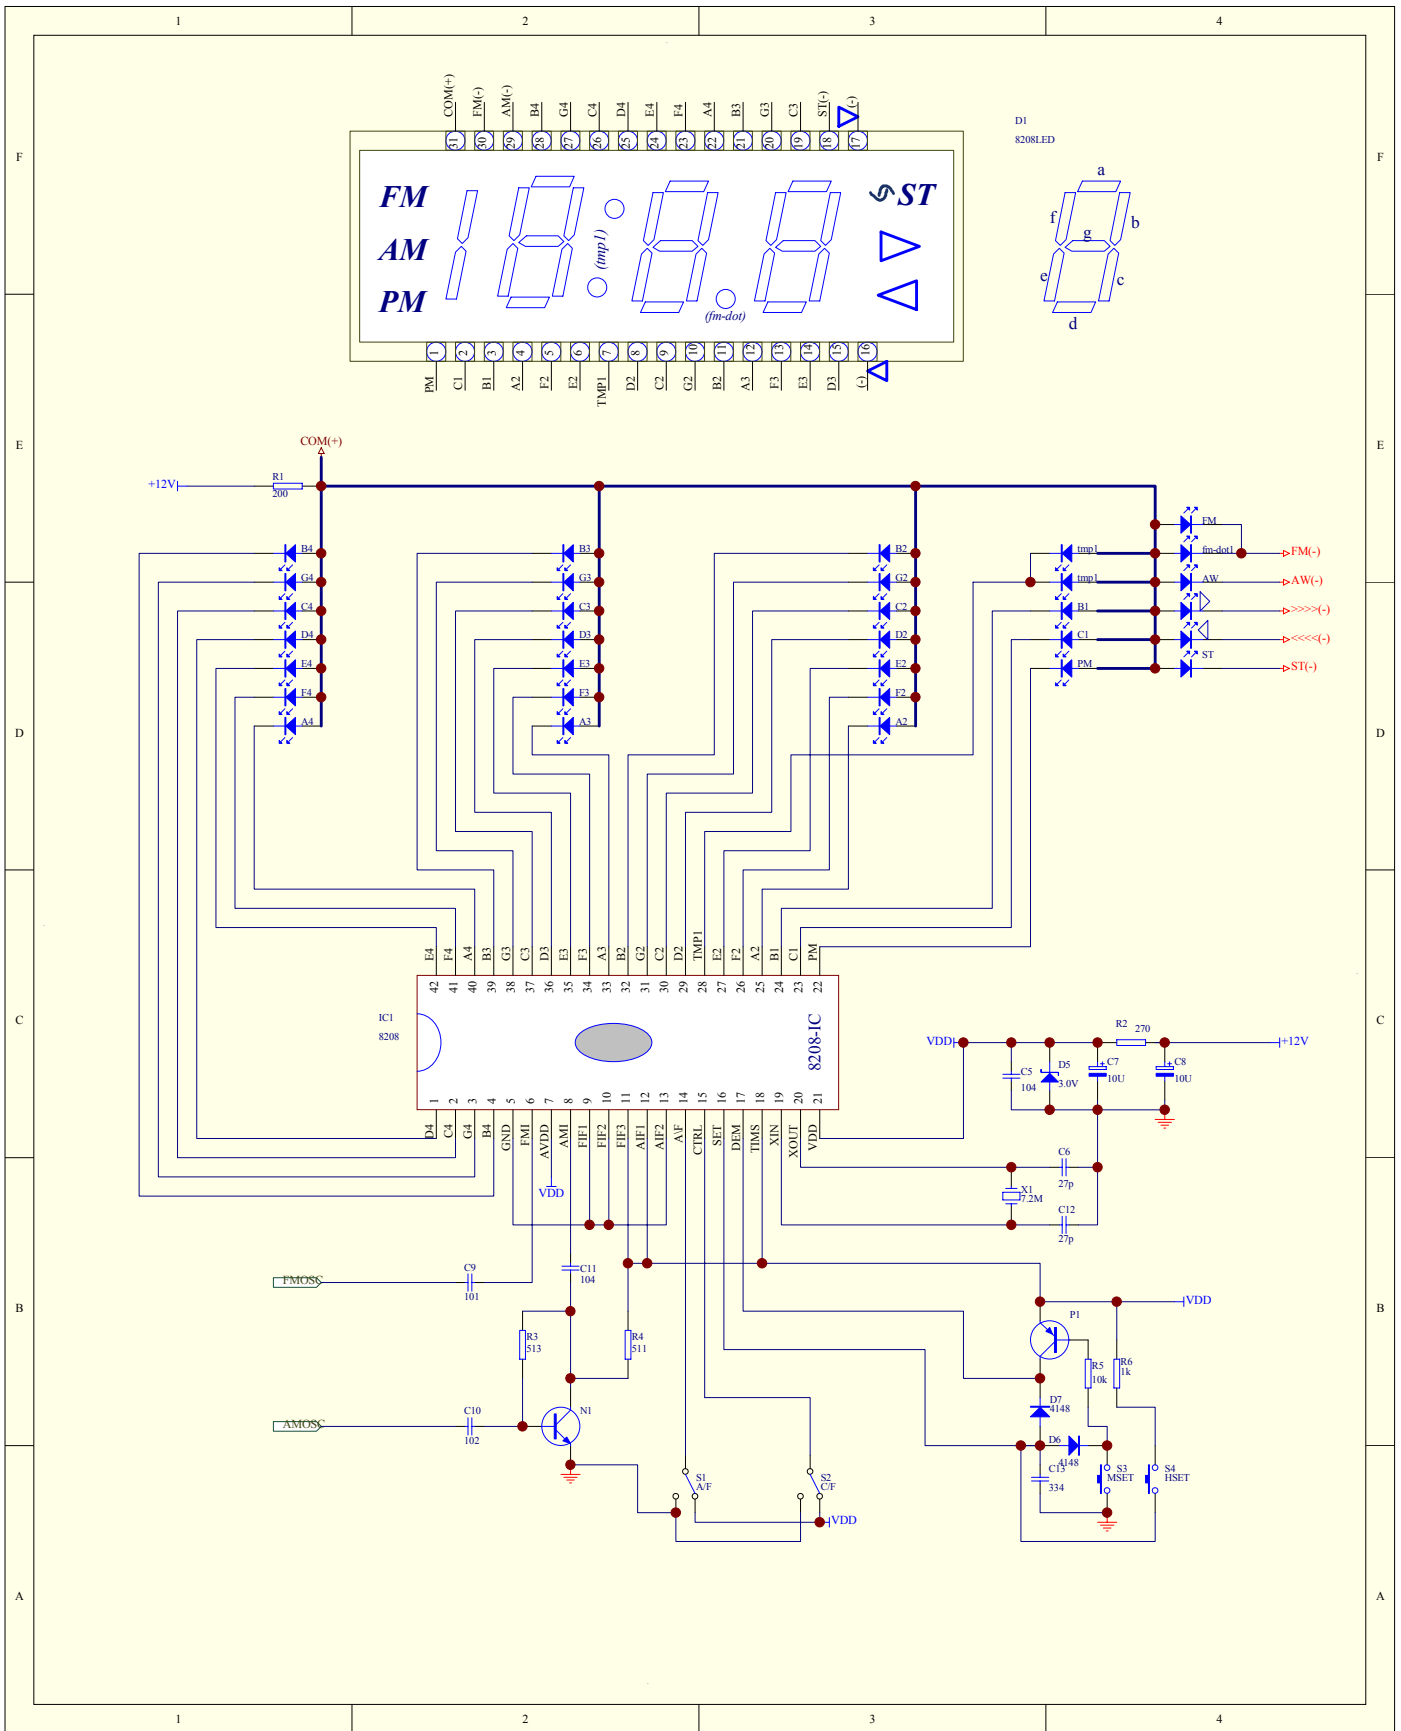 1 2 3 4
COM(+) FM(-) AM(-) B4 G4 C4 D4 E4 F4 A4 B3 G3 C3 ST(-) (-)
31 30 29 28 27 26 25 24 23 22 21 20 19 18 17
D1
8208LED
F F
FM ST
AM (tmp1)
PM (fm-dot)
a
f b
g
e c
d
1 2 3 4 5 6 7 8 9 10 11 12 13 14 15 16
PM C1 B1 A2 F2 E2 TMP1 D2 C2 G2 B2 A3 F3 E3 D3 (-)
E E
COM(+)
+12V R1
200
FM
B4 B3 B2 tmp1 fm-dot1 FM(-)
G4 G3 G2 tmp1 AW AW(-)
C4 C3 C2 B1 >>>>(-)
D4 D3 D2 C1 <<<<(-)
E4 E3 E2 PM ST ST(-)
F4 F3 F2
A4 A3 A2
D D
E4 F4 A4 B3 G3 C3 D3 E3 F3 A3 B2 G2 C2 D2 TMP1 E2 F2 A2 B1 C1 PM
42 41 40 39 38 37 36 35 34 33 32 31 30 29 28 27 26 25 24 23 22
C C
IC1
8208
8208-IC
1 2 3 4 5 6 7 8 9 10 11 12 13 14 15 16 17 18 19 20 21
D4 C4 G4 B4 GND FMI AVDD AMI FIF1 FIF2 FIF3 AIF1 AIF2 A\F CTRL SET DEM TIMS XIN XOUT VDD
VDD R2 270 +12V
C5
104
D5
3.0V
C7
10U
C8
10U
C6
27p
X1
7.2M
C12
27p
VDD
FMOSC C9
101
C11
104
B B
VDD
P1
R3
513
R4
511
R5
10k
R6
1k
D7
4148
AMOSC C10
102
N1
D6
4148
C13
334
S1
A/F
S2
C/F
S3
MSET
S4
HSET
VDD
A A
1 2 3 4